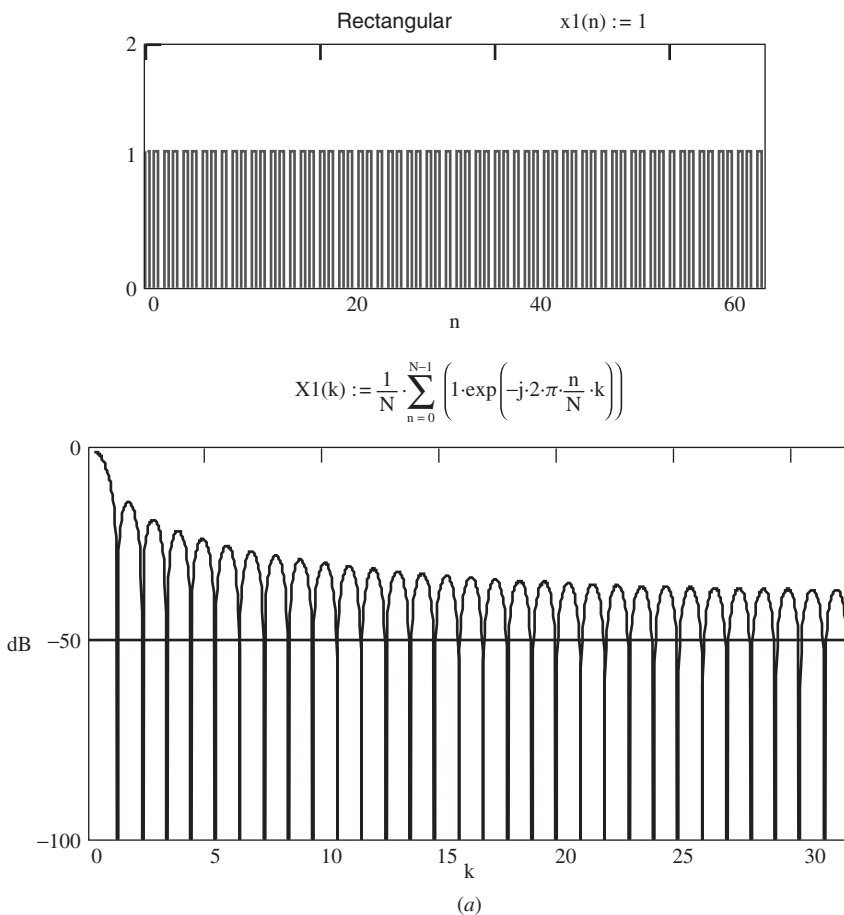 Rectangular x1(n) := 1
2
1
0
0 20 40 60
n
X1(k) := 1/N · ∑ N−1 n = 0 (1·exp(−j·2·π·n/N·k))
0
−50
dB
−100
0 5 10 15 20 25 30
k
(a)